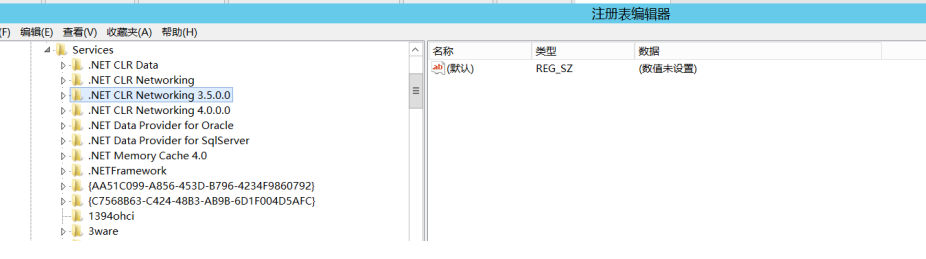 注册表编辑器
(F) 编辑(E) 查看(V) 收藏夹(A) 帮助(H)
Services
.NET CLR Data
.NET CLR Networking
.NET CLR Networking 3.5.0.0
.NET CLR Networking 4.0.0.0
.NET Data Provider for Oracle
.NET Data Provider for SqlServer
.NET Memory Cache 4.0
.NETFramework
{AA51C099-A856-453D-B796-4234F9860792}
{C7568B63-C424-48B3-AB9B-6D1F004D5AFC}
1394ohci
3ware
名称 类型 数据
ab (默认) REG_SZ (数值未设置)